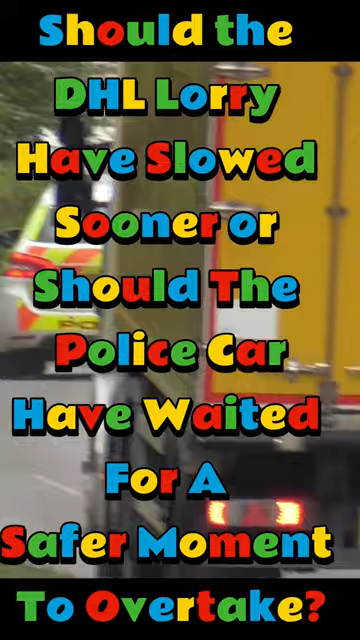 Should the
DHL Lorry
Have Slowed
Sooner or
Should The
Police Car
Have Waited
For A
Safer Moment
To Overtake?